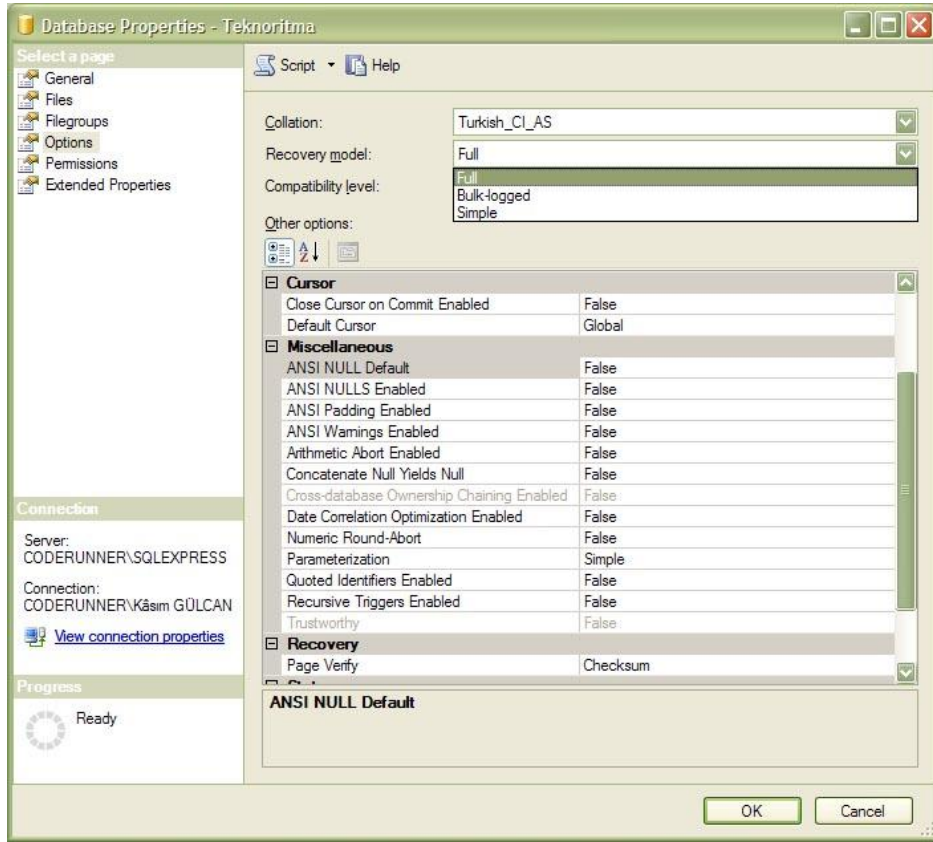 Database Properties - Teknoritma
Select a page
General
Files
Filegroups
Options
Permissions
Extended Properties
Script Help
Collation: Turkish_CI_AS
Recovery model: Full
Compatibility level:
Full
Bulk-logged
Simple
Other options:
Cursor
Close Cursor on Commit Enabled False
Default Cursor Global
Miscellaneous
ANSI NULL Default False
ANSI NULLS Enabled False
ANSI Padding Enabled False
ANSI Warnings Enabled False
Arithmetic Abort Enabled False
Concatenate Null Yields Null False
Cross-database Ownership Chaining Enabled False
Date Correlation Optimization Enabled False
Numeric Round-Abort False
Parameterization Simple
Quoted Identifiers Enabled False
Recursive Triggers Enabled False
Trustworthy False
Recovery
Page Verify Checksum
ANSI NULL Default
Connection
Server:
CODERUNNER\SQLEXPRESS
Connection:
CODERUNNER\Kâsım GÜLCAN
View connection properties
Progress
Ready
OK Cancel